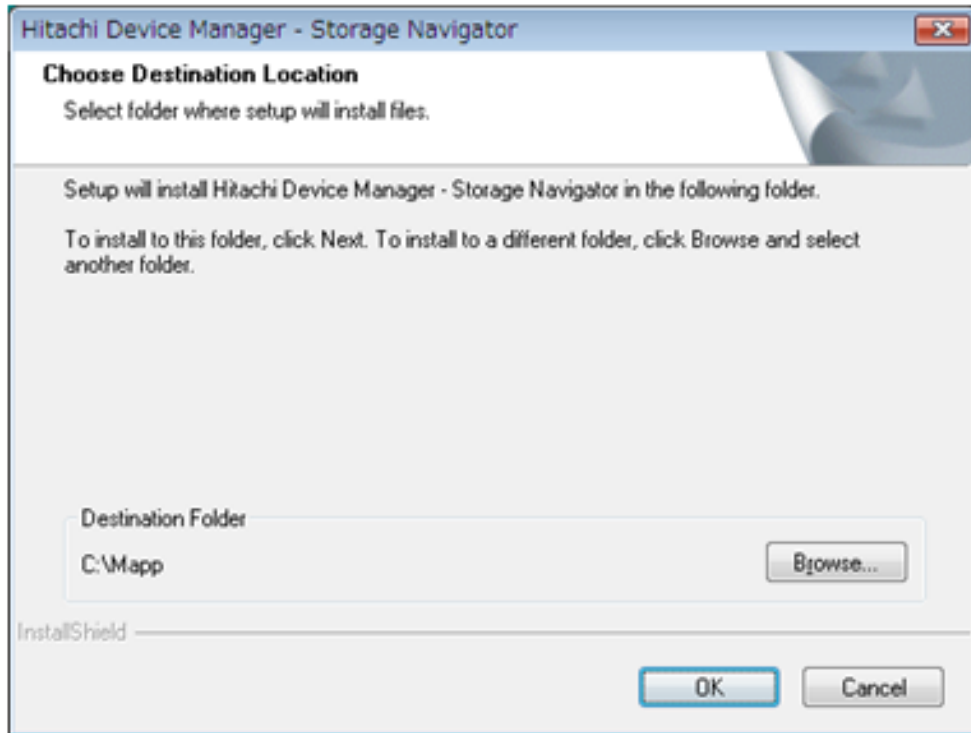 Hitachi Device Manager - Storage Navigator
Choose Destination Location
Select folder where setup will install files.
Setup will install Hitachi Device Manager - Storage Navigator in the following folder.
To install to this folder, click Next. To install to a different folder, click Browse and select
another folder.
Destination Folder
C:\Mapp
Browse...
InstallShield
OK
Cancel